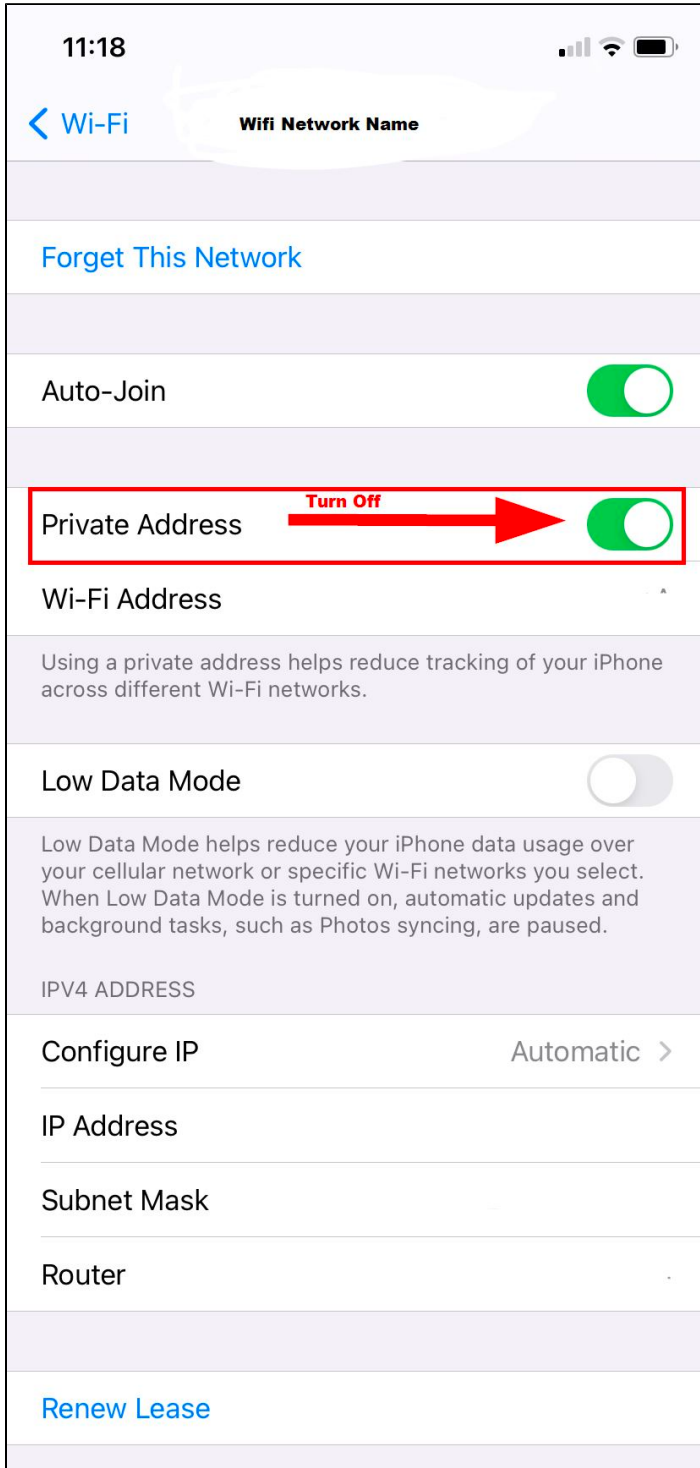 11:18
Wi-Fi
Wifi Network Name
Forget This Network
Auto-Join
Turn Off
Private Address
Wi-Fi Address
Using a private address helps reduce tracking of your iPhone
across different Wi-Fi networks.
Low Data Mode
Low Data Mode helps reduce your iPhone data usage over
your cellular network or specific Wi-Fi networks you select.
When Low Data Mode is turned on, automatic updates and
background tasks, such as Photos syncing, are paused.
IPV4 ADDRESS
Configure IP Automatic
IP Address
Subnet Mask
Router
Renew Lease